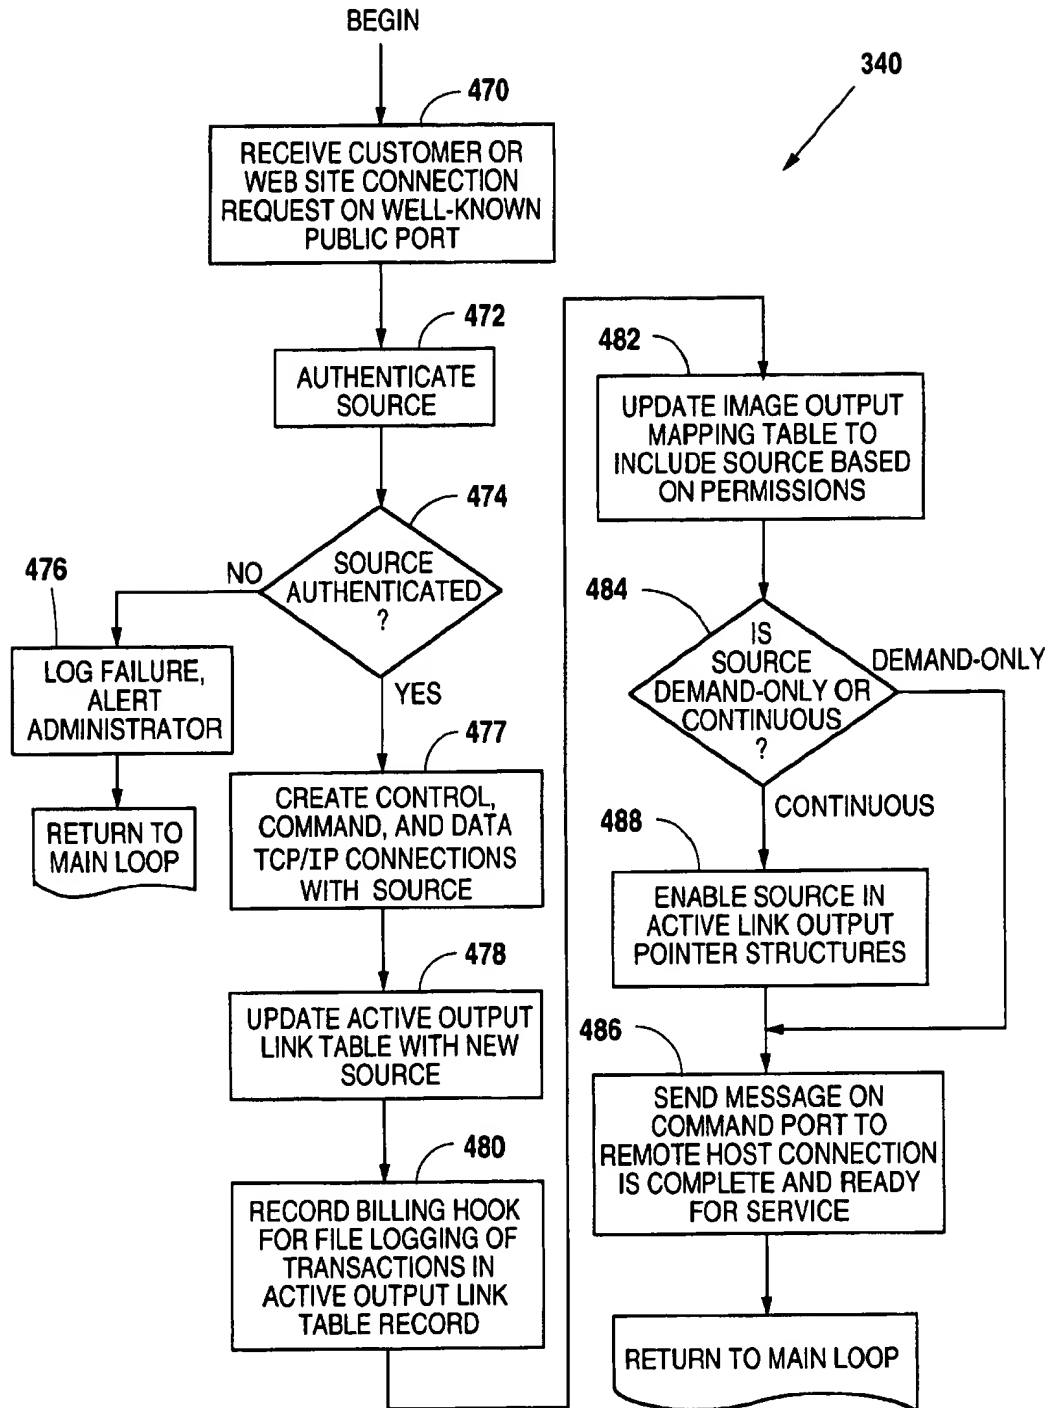 BEGIN
340
470
RECEIVE CUSTOMER OR
WEB SITE CONNECTION
REQUEST ON WELL-KNOWN
PUBLIC PORT
472
AUTHENTICATE
SOURCE
474
SOURCE
AUTHENTICATED
?
NO
476
LOG FAILURE,
ALERT
ADMINISTRATOR
RETURN TO
MAIN LOOP
YES
477
CREATE CONTROL,
COMMAND, AND DATA
TCP/IP CONNECTIONS
WITH SOURCE
478
UPDATE ACTIVE OUTPUT
LINK TABLE WITH NEW
SOURCE
480
RECORD BILLING HOOK
FOR FILE LOGGING OF
TRANSACTIONS IN
ACTIVE OUTPUT LINK
TABLE RECORD
482
UPDATE IMAGE OUTPUT
MAPPING TABLE TO
INCLUDE SOURCE BASED
ON PERMISSIONS
484
IS
SOURCE
DEMAND-ONLY OR
CONTINUOUS
?
DEMAND-ONLY
CONTINUOUS
488
ENABLE SOURCE IN
ACTIVE LINK OUTPUT
POINTER STRUCTURES
486
SEND MESSAGE ON
COMMAND PORT TO
REMOTE HOST CONNECTION
IS COMPLETE AND READY
FOR SERVICE
RETURN TO MAIN LOOP